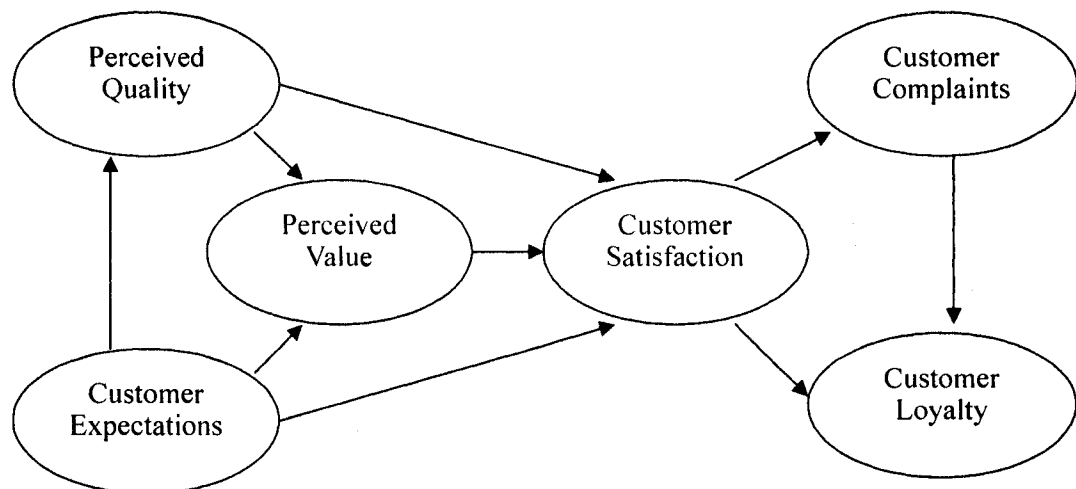 Perceived
Quality
Customer
Complaints
Perceived
Value
Customer
Satisfaction
Customer
Expectations
Customer
Loyalty